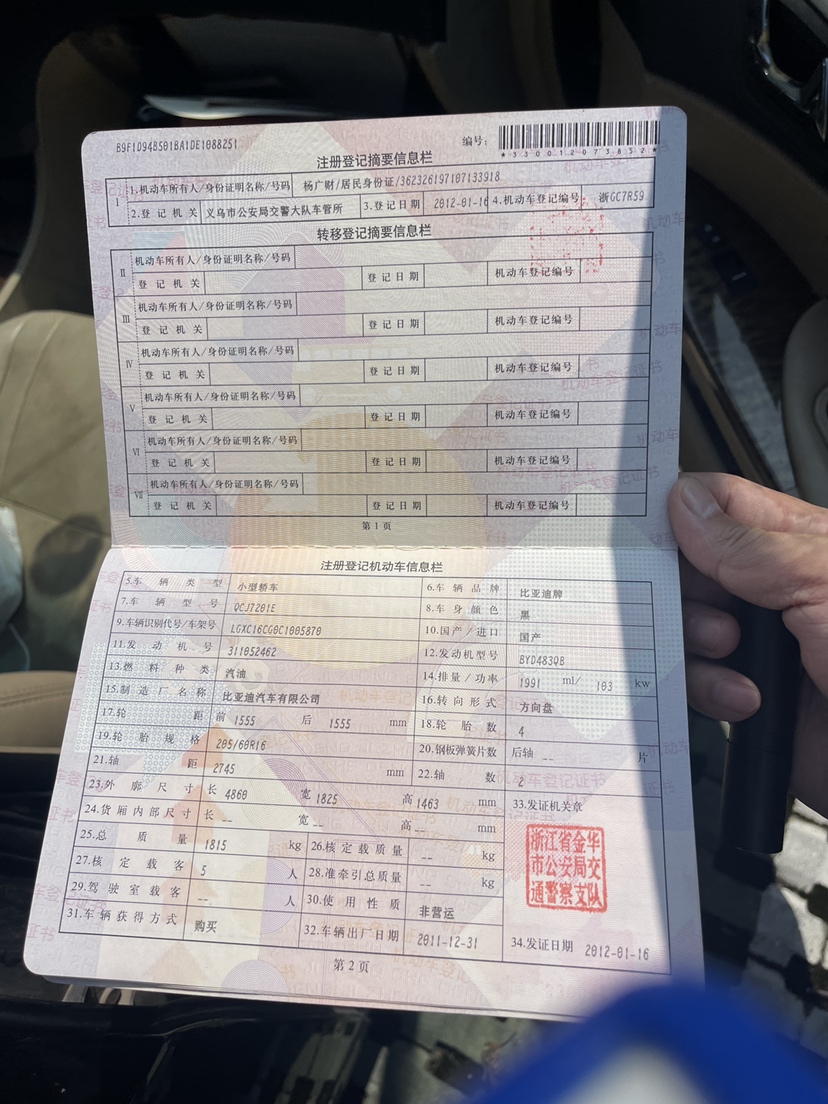 B9F1D94B501BA1DE1088251 编号: *330012073832*
注册登记摘要信息栏
Ⅰ 1.机动车所有人/身份证明名称/号码 杨广财/居民身份证/362326197107133918
2.登记机关 义乌市公安局交警大队车管所 3.登记日期 2012-01-16 4.机动车登记编号 浙GC7R59
转移登记摘要信息栏
Ⅱ 机动车所有人/身份证明名称/号码
登记机关 登记日期 机动车登记编号
Ⅲ 机动车所有人/身份证明名称/号码
登记机关 登记日期 机动车登记编号
Ⅳ 机动车所有人/身份证明名称/号码
登记机关 登记日期 机动车登记编号
Ⅴ 机动车所有人/身份证明名称/号码
登记机关 登记日期 机动车登记编号
Ⅵ 机动车所有人/身份证明名称/号码
登记机关 登记日期 机动车登记编号
Ⅶ 机动车所有人/身份证明名称/号码
登记机关 登记日期 机动车登记编号
第1页
注册登记机动车信息栏
5.车辆类型 小型轿车 6.车辆品牌 比亚迪牌
7.车辆型号 QCJ7201E 8.车身颜色 黑
9.车辆识别代号/车架号 LGXC16CG0C1005870 10.国产/进口 国产
11.发动机号 311052462 12.发动机型号 BYD483QB
13.燃料种类 汽油 14.排量/功率 1991 ml/ 103 kw
15.制造厂名称 比亚迪汽车有限公司 16.转向形式 方向盘
17.轮距 前 1555 后 1555 mm 18.轮胎数 4
19.轮胎规格 205/60R16 20.钢板弹簧片数 后轴 -- 片
21.轴距 2745 mm 22.轴数 2
23.外廓尺寸 长 4860 宽 1825 高 1463 mm 33.发证机关章
24.货厢内部尺寸 长 -- 宽 -- 高 -- mm
25.总质量 1815 kg 26.核定载质量 -- kg
27.核定载客 5 人 28.准牵引总质量 -- kg
29.驾驶室载客 -- 人 30.使用性质 非营运
31.车辆获得方式 购买 32.车辆出厂日期 2011-12-31 34.发证日期 2012-01-16
浙江省金华
市公安局交
通警察支队
第2页